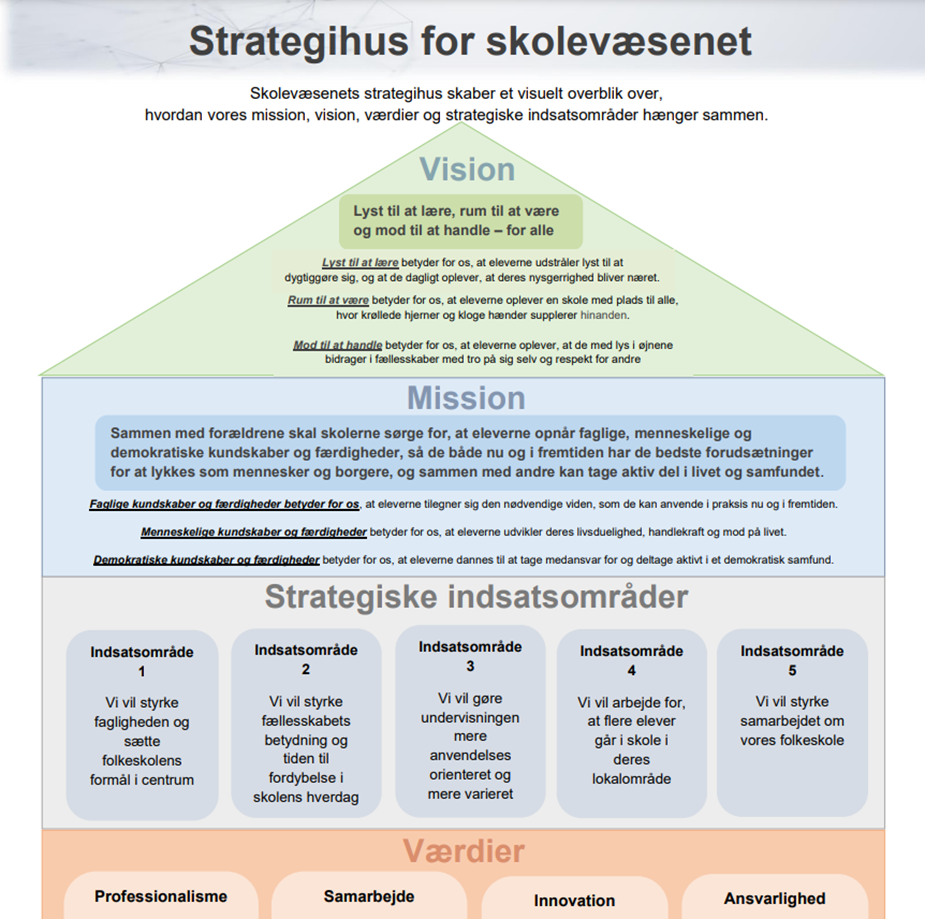 Strategihus for skolevæsenet
Skolevæsenets strategihus skaber et visuelt overblik over,
hvordan vores mission, vision, værdier og strategiske indsatsområder hænger sammen.
Vision
Lyst til at lære, rum til at være
og mod til at handle – for alle
Lyst til at lære betyder for os, at eleverne udstråler lyst til at
dygtiggøre sig, og at de dagligt oplever, at deres nysgerrighed bliver næret.
Rum til at være betyder for os, at eleverne oplever en skole med plads til alle,
hvor krøllede hjerner og kloge hænder supplerer hinanden.
Mod til at handle betyder for os, at eleverne oplever, at de med lys i øjnene
bidrager i fællesskaber med tro på sig selv og respekt for andre
Mission
Sammen med forældrene skal skolerne sørge for, at eleverne opnår faglige, menneskelige og
demokratiske kundskaber og færdigheder, så de både nu og i fremtiden har de bedste forudsætninger
for at lykkes som mennesker og borgere, og sammen med andre kan tage aktiv del i livet og samfundet.
Faglige kundskaber og færdigheder betyder for os, at eleverne tilegner sig den nødvendige viden, som de kan anvende i praksis nu og i fremtiden.
Menneskelige kundskaber og færdigheder betyder for os, at eleverne udvikler deres livsduelighed, handlekraft og mod på livet.
Demokratiske kundskaber og færdigheder betyder for os, at eleverne dannes til at tage medansvar for og deltage aktivt i et demokratisk samfund.
Strategiske indsatsområder
Indsatsområde
1
Vi vil styrke
fagligheden og
sætte
folkeskolens
formål i centrum
Indsatsområde
2
Vi vil styrke
fællesskabets
betydning og
tiden til
fordybelse i
skolens hverdag
Indsatsområde
3
Vi vil gøre
undervisningen
mere
anvendelses
orienteret og
mere varieret
Indsatsområde
4
Vi vil arbejde for,
at flere elever
går i skole i
deres
lokalområde
Indsatsområde
5
Vi vil styrke
samarbejdet om
vores folkeskole
Værdier
Professionalisme
Samarbejde
Innovation
Ansvarlighed